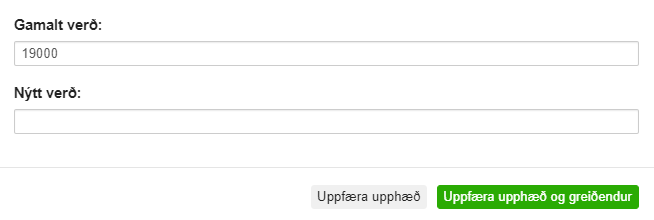 Gamalt verð:
19000
Nýtt verð:
Uppfæra upphæð
Uppfæra upphæð og greiðendur